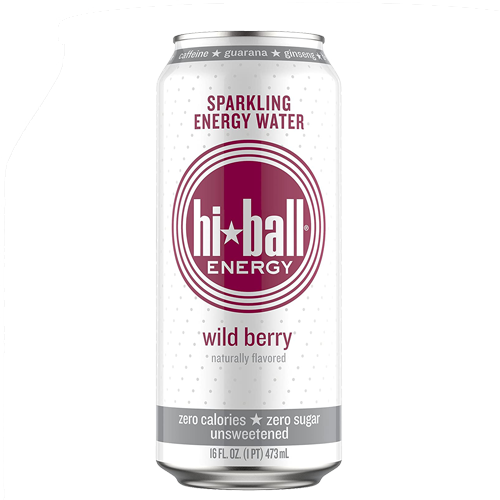 caffeine ★ guarana ★ ginseng ★
SPARKLING
ENERGY WATER
hi★ball®
ENERGY
wild berry
naturally flavored
zero calories ★ zero sugar
unsweetened
16 FL. OZ. (1 PT) 473 mL